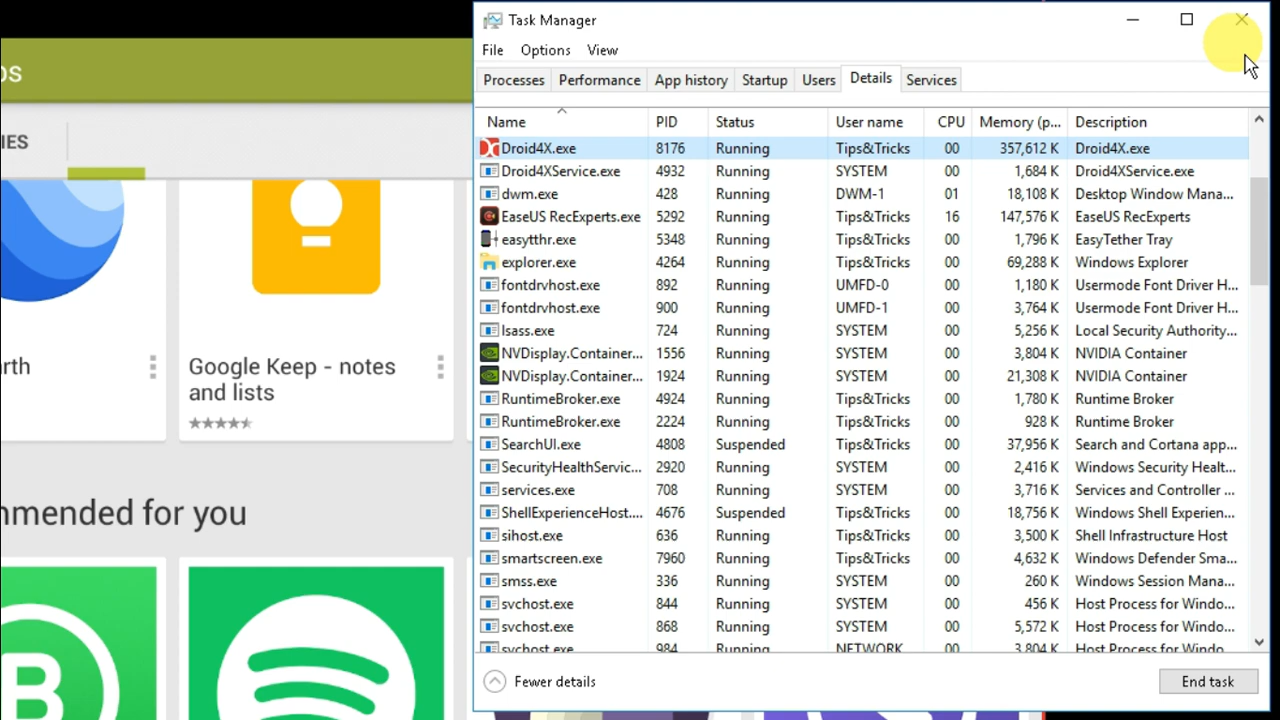 os
IES
rth
Google Keep - notes
and lists
mmended for you
B
Task Manager
File Options View
Processes Performance App history Startup Users Details Services
Name PID Status User name CPU Memory (p... Description
Droid4X.exe 8176 Running Tips&Tricks 00 357,612 K Droid4X.exe
Droid4XService.exe 4932 Running SYSTEM 00 1,684 K Droid4XService.exe
dwm.exe 428 Running DWM-1 01 18,108 K Desktop Window Mana...
EaseUS RecExperts.exe 5292 Running Tips&Tricks 16 147,576 K EaseUS RecExperts
easytthr.exe 5348 Running Tips&Tricks 00 1,796 K EasyTether Tray
explorer.exe 4264 Running Tips&Tricks 00 69,288 K Windows Explorer
fontdrvhost.exe 892 Running UMFD-0 00 1,180 K Usermode Font Driver H...
fontdrvhost.exe 900 Running UMFD-1 00 3,764 K Usermode Font Driver H...
lsass.exe 724 Running SYSTEM 00 5,256 K Local Security Authority...
NVDisplay.Container... 1556 Running SYSTEM 00 3,804 K NVIDIA Container
NVDisplay.Container... 1924 Running SYSTEM 00 21,308 K NVIDIA Container
RuntimeBroker.exe 4924 Running Tips&Tricks 00 1,780 K Runtime Broker
RuntimeBroker.exe 2224 Running Tips&Tricks 00 928 K Runtime Broker
SearchUI.exe 4808 Suspended Tips&Tricks 00 37,956 K Search and Cortana app...
SecurityHealthServic... 2920 Running SYSTEM 00 2,416 K Windows Security Healt...
services.exe 708 Running SYSTEM 00 3,716 K Services and Controller ...
ShellExperienceHost.... 4676 Suspended Tips&Tricks 00 18,756 K Windows Shell Experien...
sihost.exe 636 Running Tips&Tricks 00 3,500 K Shell Infrastructure Host
smartscreen.exe 7960 Running Tips&Tricks 00 4,632 K Windows Defender Sma...
smss.exe 336 Running SYSTEM 00 260 K Windows Session Mana...
svchost.exe 844 Running SYSTEM 00 456 K Host Process for Windo...
svchost.exe 868 Running SYSTEM 00 5,572 K Host Process for Windo...
svchost.exe 984 Running NETWORK 00 3,804 K Host Process for Windo
Fewer details End task